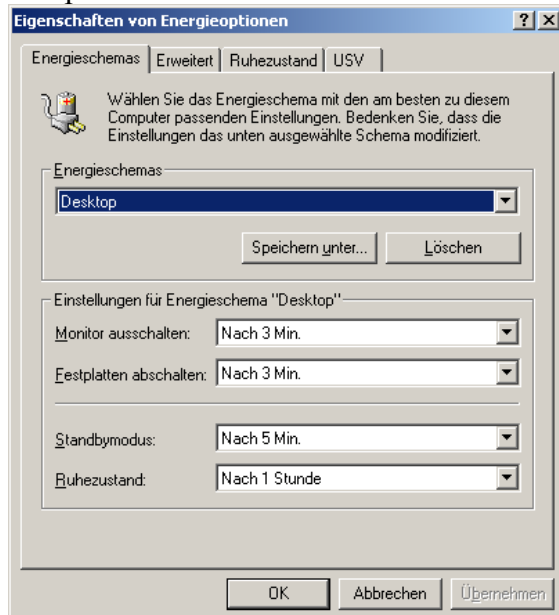 Eigenschaften von Energieoptionen
Energieschemas Erweitert Ruhezustand USV
Wählen Sie das Energieschema mit den am besten zu diesem
Computer passenden Einstellungen. Bedenken Sie, dass die
Einstellungen das unten ausgewählte Schema modifiziert.
Energieschemas
Desktop
Speichern unter... Löschen
Einstellungen für Energieschema "Desktop"
Monitor ausschalten: Nach 3 Min.
Festplatten abschalten: Nach 3 Min.
Standbymodus: Nach 5 Min.
Ruhezustand: Nach 1 Stunde
OK Abbrechen Übernehmen